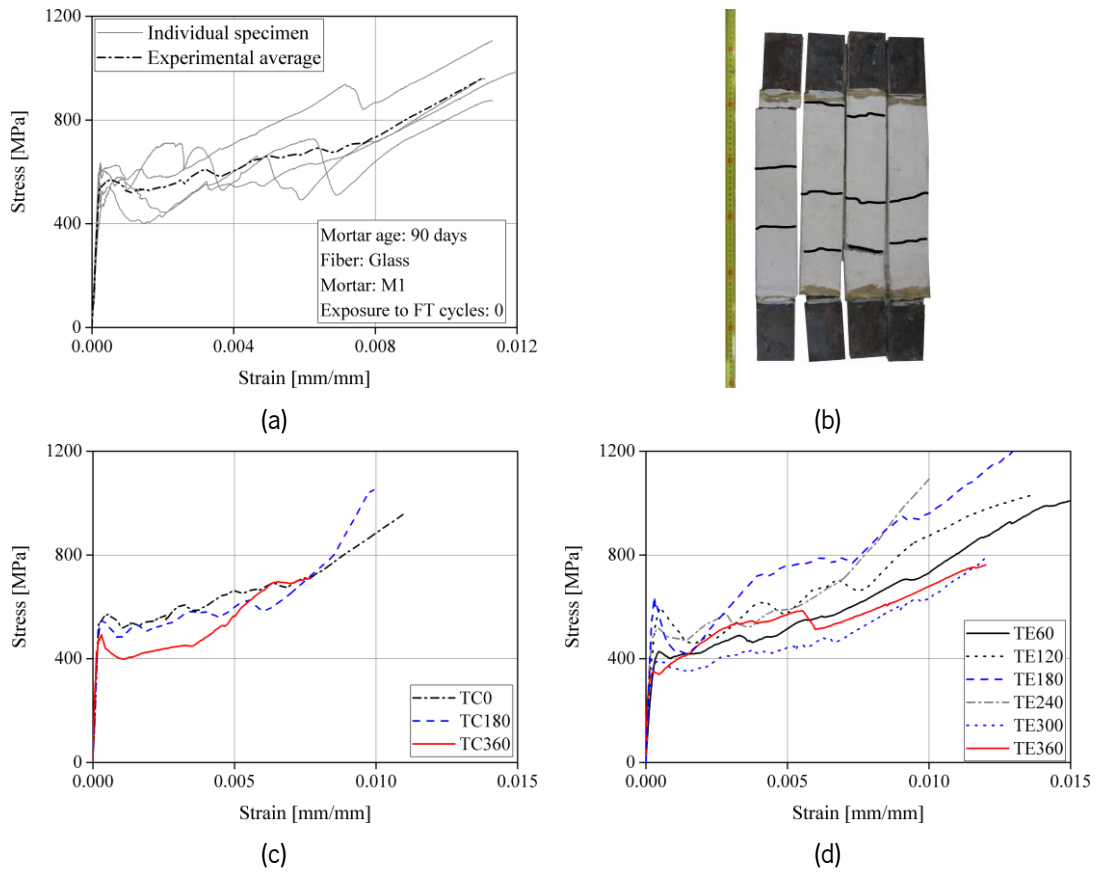 1200
800
400
0
Stress [MPa]
Individual specimen
Experimental average
Mortar age: 90 days
Fiber: Glass
Mortar: M1
Exposure to FT cycles: 0
0.000 0.004 0.008 0.012
Strain [mm/mm]
(a)
(b)
1200
800
400
0
Stress [MPa]
TC0
TC180
TC360
0.000 0.005 0.010 0.015
Strain [mm/mm]
(c)
1200
800
400
0
Stress [MPa]
TE60
TE120
TE180
TE240
TE300
TE360
0.000 0.005 0.010 0.015
Strain [mm/mm]
(d)